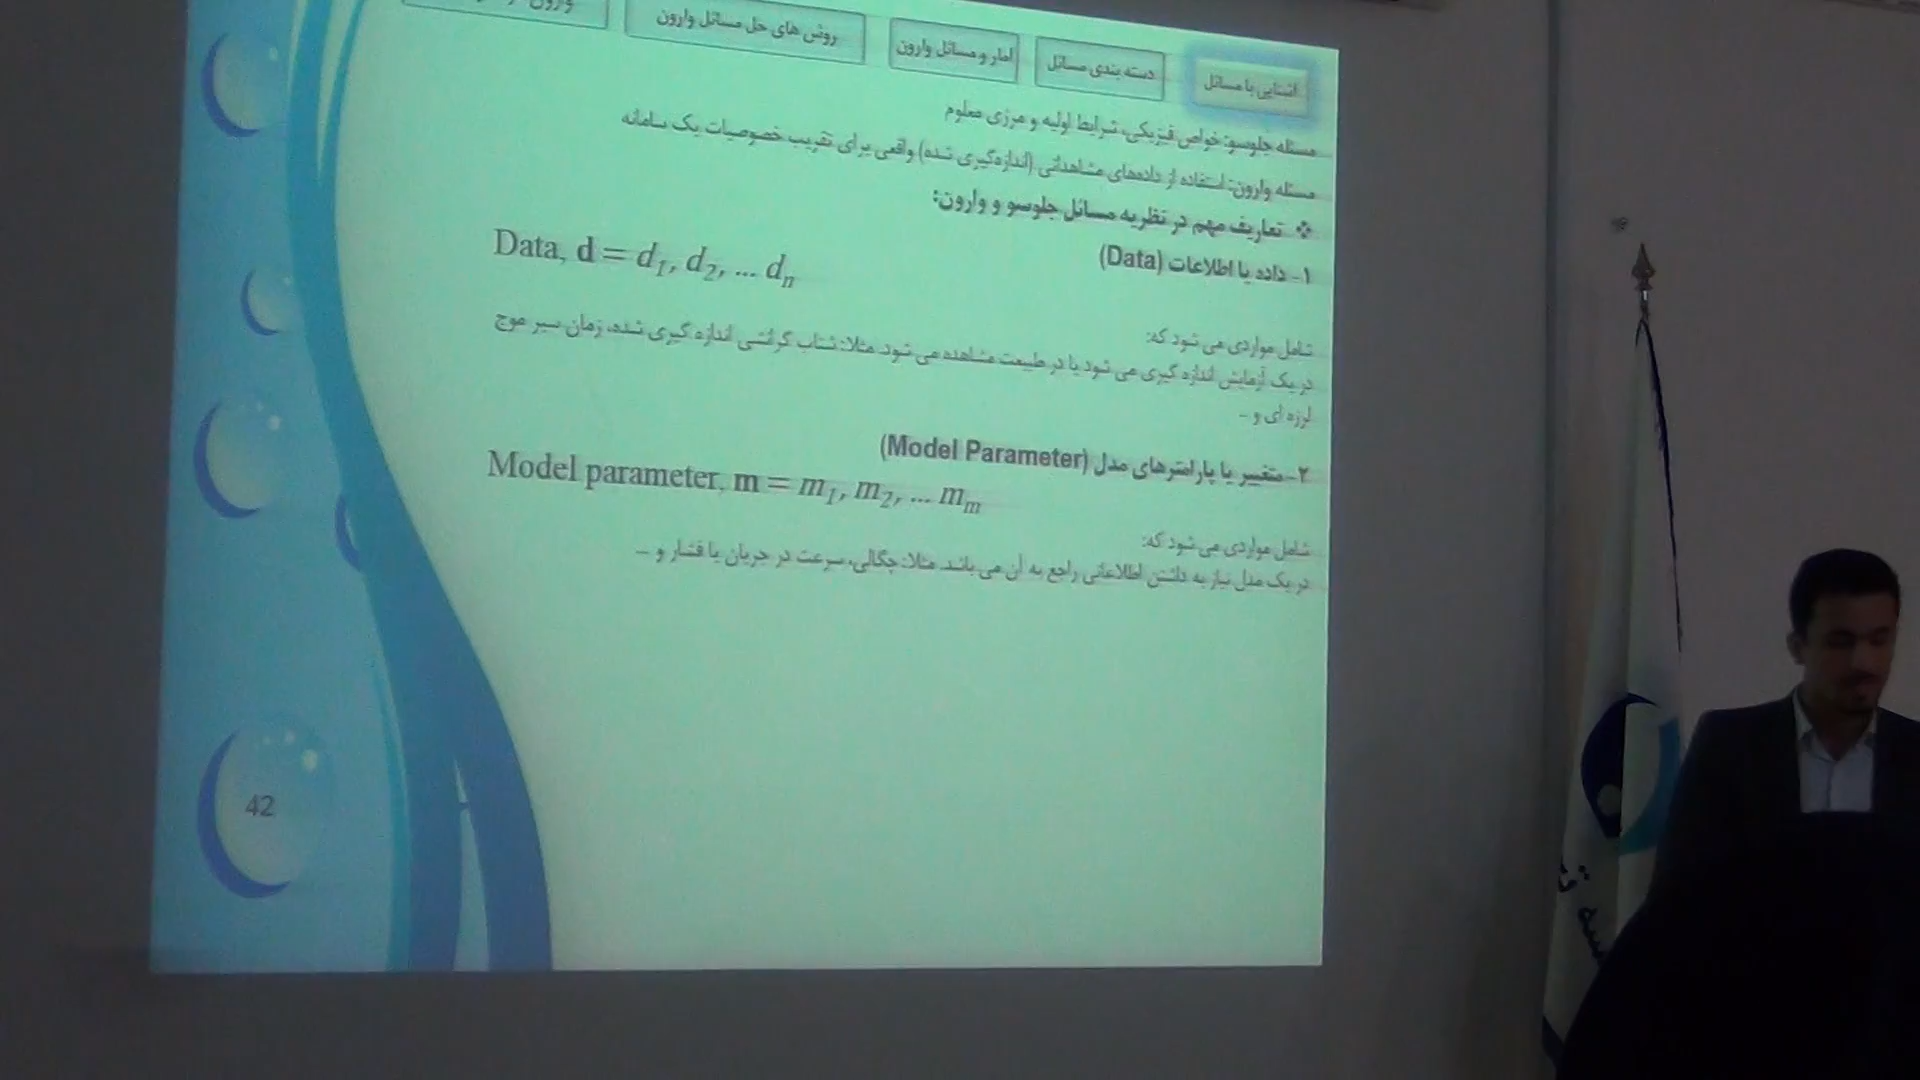 آشنایی با مسائل
دسته بندی مسائل
آمار و مسائل وارون
روش های حل مسائل وارون
مسئله جلوسو: خواص فیزیکی، شرایط اولیه و مرزی معلوم
مسئله وارون: استفاده از داده‌های مشاهداتی (اندازه‌گیری شده) واقعی برای تقریب خصوصیات یک سامانه
❖ تعاریف مهم در نظریه مسائل جلوسو و وارون:
۱- داده یا اطلاعات (Data)
Data, d = d1, d2, ... dn
شامل مواردی می شود که:
در یک آزمایش اندازه گیری می شود یا در طبیعت مشاهده می شود. مثلا: شتاب گرانشی اندازه گیری شده، زمان سیر موج
لرزه ای و ...
۲- متغییر یا پارامترهای مدل (Model Parameter)
Model parameter, m = m1, m2, ... mm
شامل مواردی می شود که:
در یک مدل نیاز به دانستن اطلاعاتی راجع به آن می باشد. مثلا: چگالی، سرعت در جریان یا فشار و ...
42